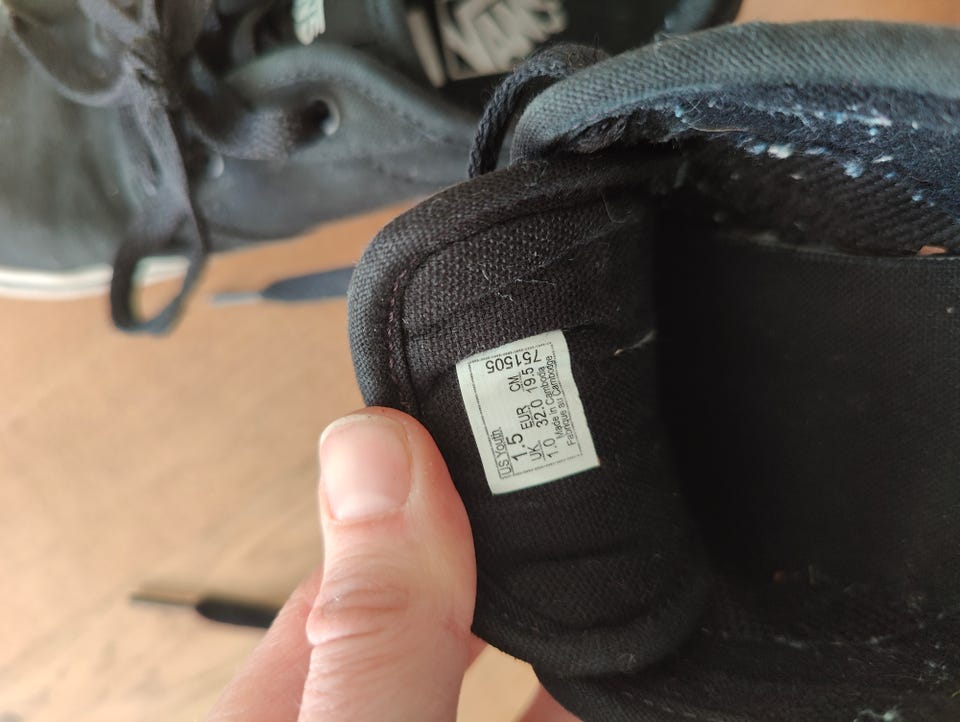 VANS
US Youth
1.5
UK EUR CM
1.0 32.0 19.5
Made in Cambodia
Fabrique au Cambodge
751505